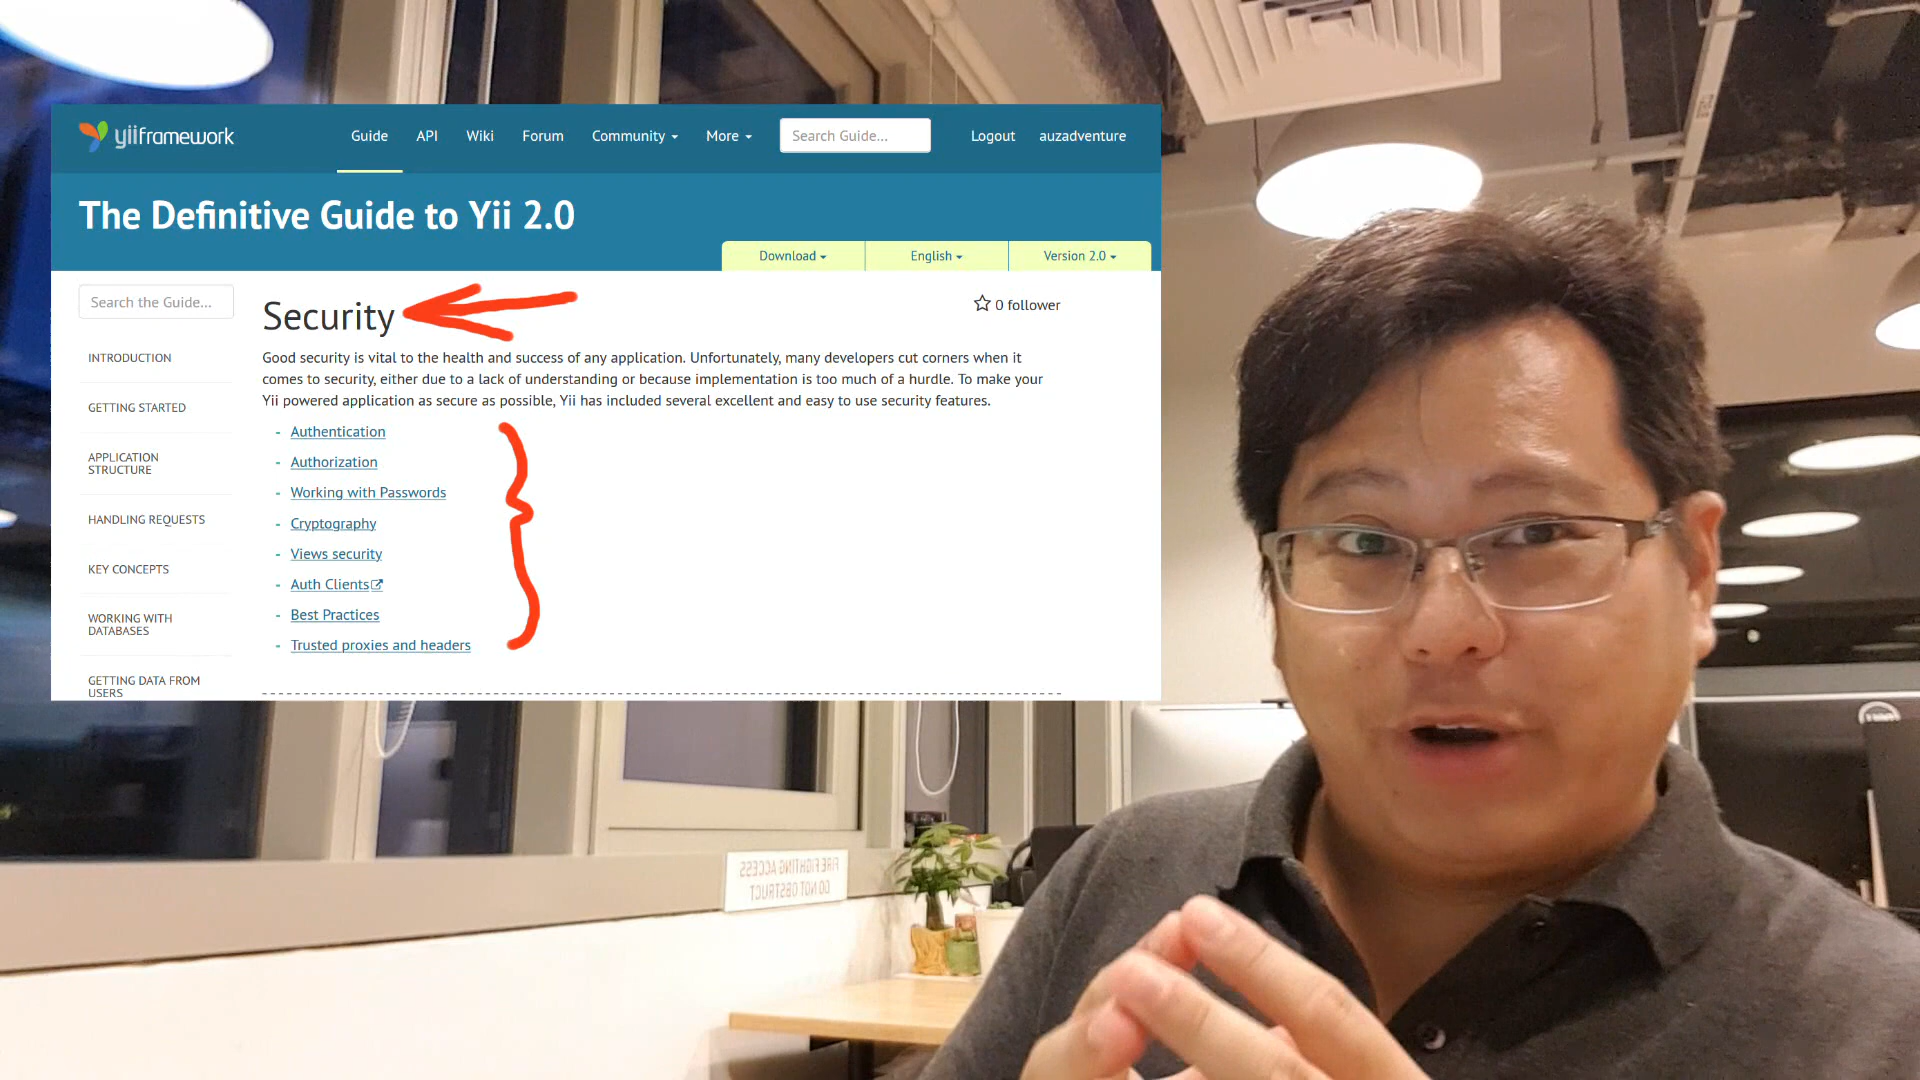 yiiframework
Guide API Wiki Forum Community More Search Guide... Logout auzadventure
The Definitive Guide to Yii 2.0
Download English Version 2.0
Search the Guide...
Security
0 follower
Good security is vital to the health and success of any application. Unfortunately, many developers cut corners when it
comes to security, either due to a lack of understanding or because implementation is too much of a hurdle. To make your
Yii powered application as secure as possible, Yii has included several excellent and easy to use security features.
- Authentication
- Authorization
- Working with Passwords
- Cryptography
- Views security
- Auth Clients
- Best Practices
- Trusted proxies and headers
INTRODUCTION
GETTING STARTED
APPLICATION
STRUCTURE
HANDLING REQUESTS
KEY CONCEPTS
WORKING WITH
DATABASES
GETTING DATA FROM
USERS
FIRE FIGHTING ACCESS
DO NOT OBSTRUCT